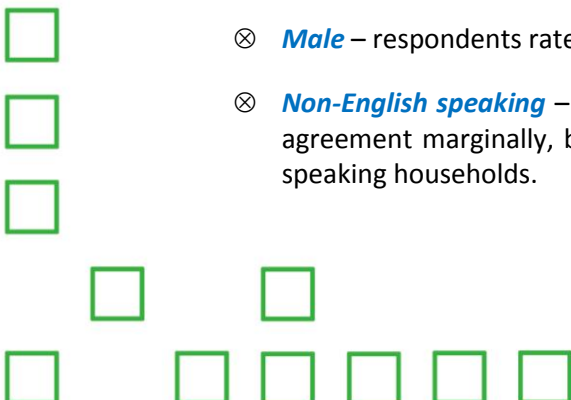 ⊗ Male – respondents rate
⊗ Non-English speaking –
agreement marginally, b
speaking households.